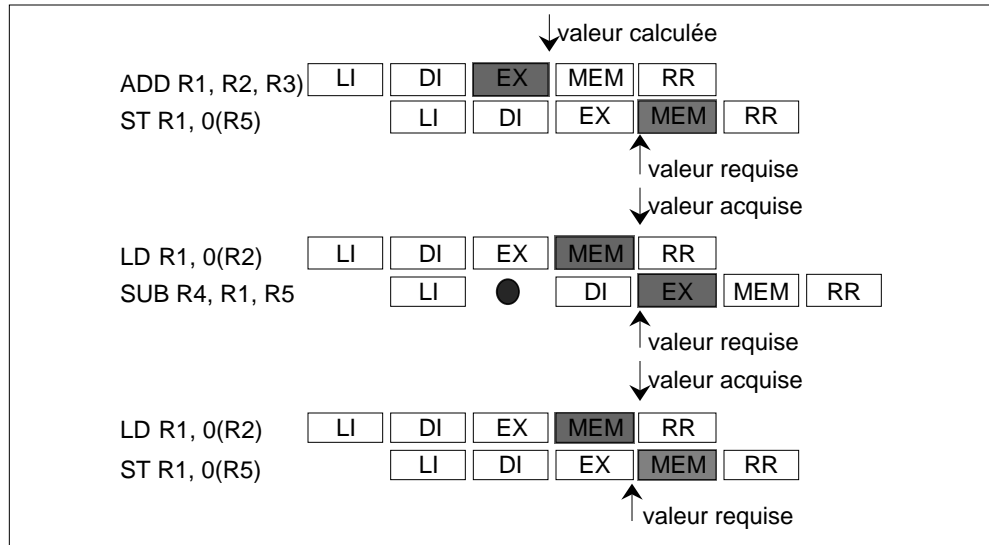 valeur calculée
ADD R1, R2, R3) LI DI EX MEM RR
ST R1, 0(R5) LI DI EX MEM RR
valeur requise
valeur acquise
LD R1, 0(R2) LI DI EX MEM RR
SUB R4, R1, R5 LI DI EX MEM RR
valeur requise
valeur acquise
LD R1, 0(R2) LI DI EX MEM RR
ST R1, 0(R5) LI DI EX MEM RR
valeur requise